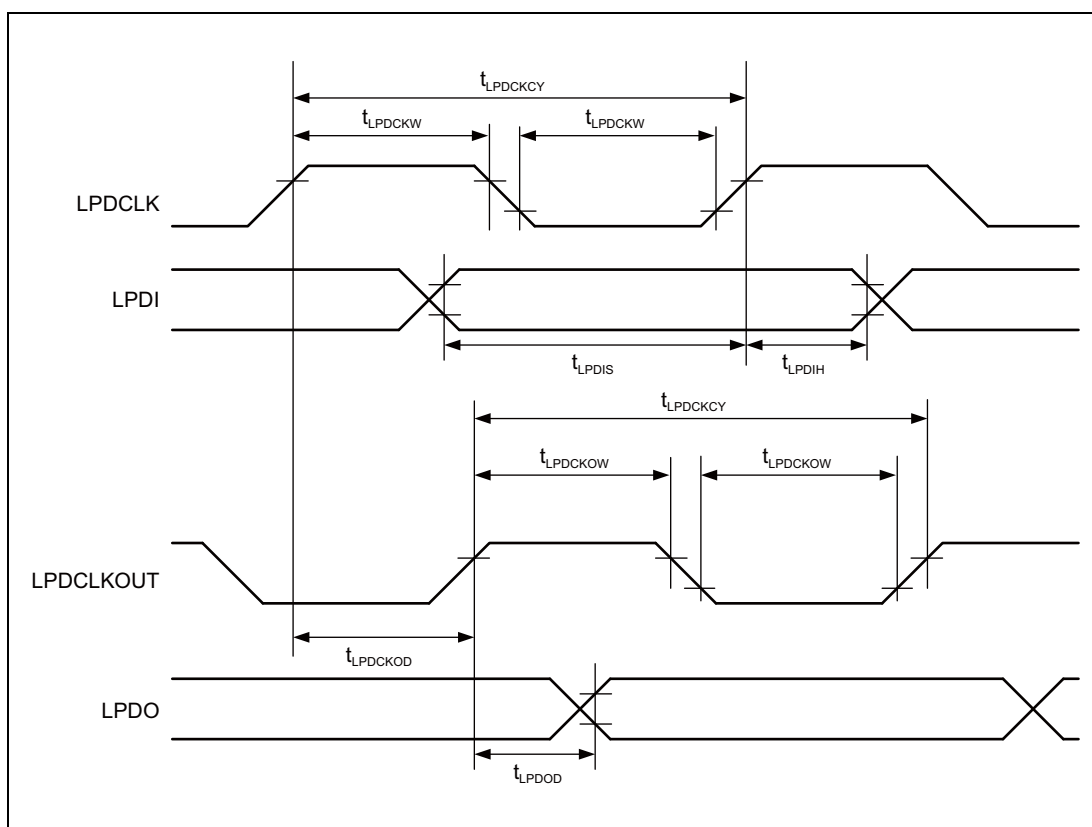 tLPDCKCY
tLPDCKW tLPDCKW
LPDCLK
LPDI
tLPDIS tLPDIH
tLPDCKCY
tLPDCKOW tLPDCKOW
LPDCLKOUT
tLPDCKOD
LPDO
tLPDOD